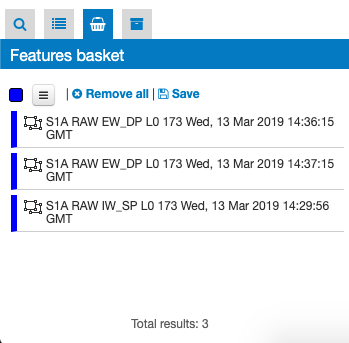 Features basket
| Remove all | Save
S1A RAW EW_DP L0 173 Wed, 13 Mar 2019 14:36:15
GMT
S1A RAW EW_DP L0 173 Wed, 13 Mar 2019 14:37:15
GMT
S1A RAW IW_SP L0 173 Wed, 13 Mar 2019 14:29:56
GMT
Total results: 3